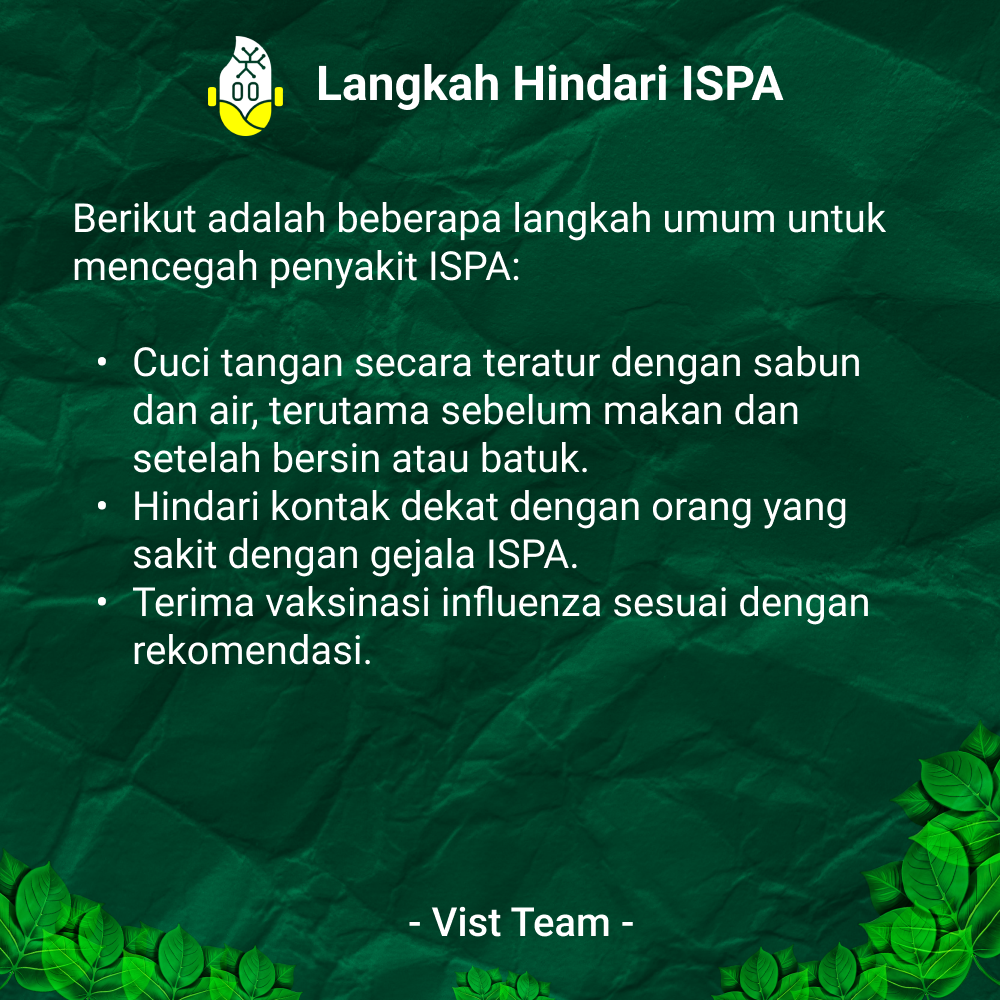 Langkah Hindari ISPA
Berikut adalah beberapa langkah umum untuk
mencegah penyakit ISPA:
• Cuci tangan secara teratur dengan sabun
dan air, terutama sebelum makan dan
setelah bersin atau batuk.
• Hindari kontak dekat dengan orang yang
sakit dengan gejala ISPA.
• Terima vaksinasi influenza sesuai dengan
rekomendasi.
- Vist Team -